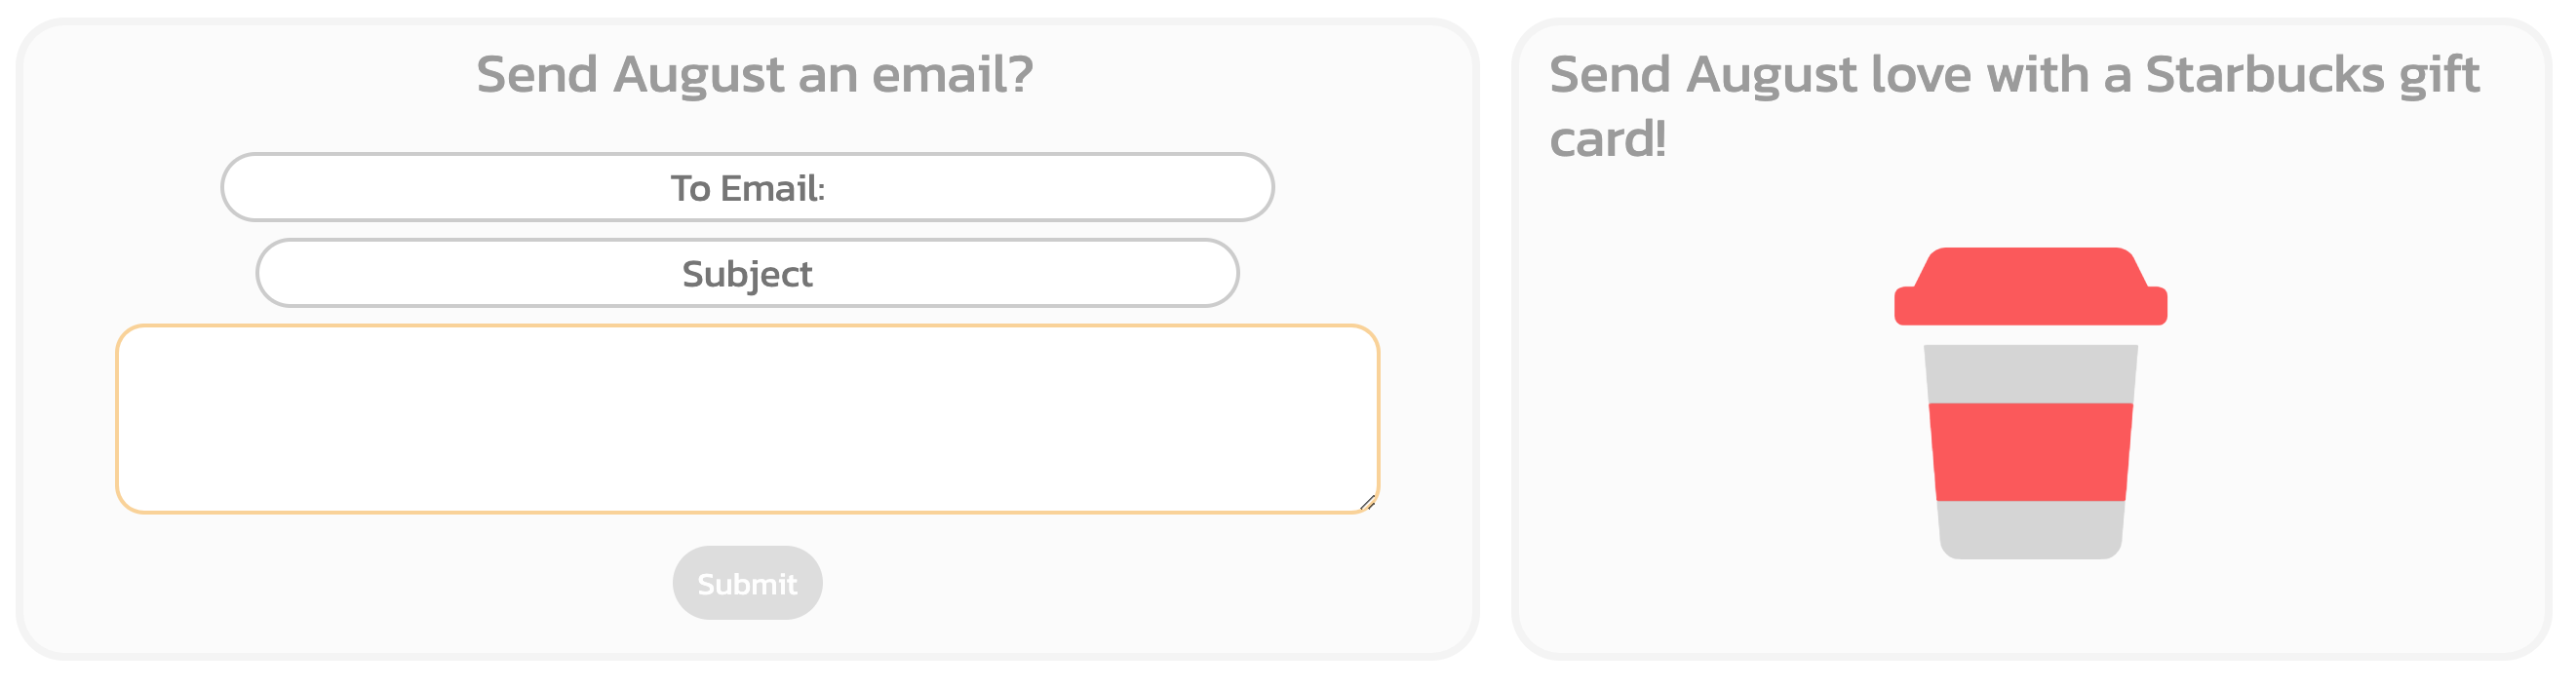 Send August an email?
To Email:
Subject
Submit
Send August love with a Starbucks gift
card!